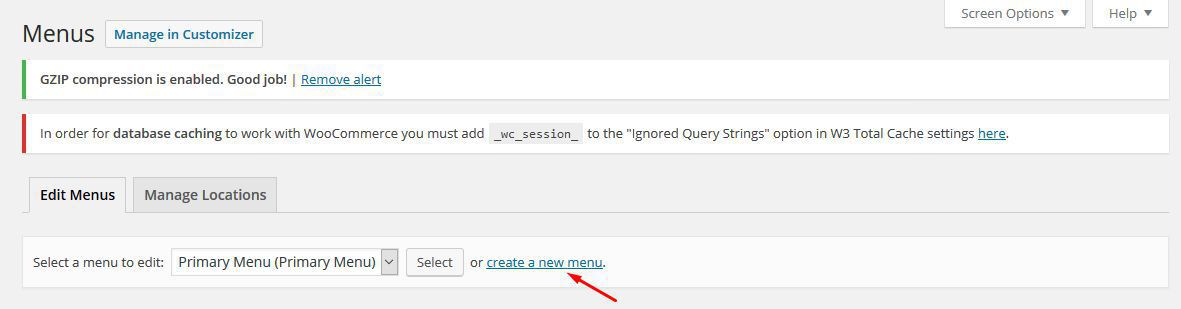 Screen Options ▼ Help ▼
Menus Manage in Customizer
GZIP compression is enabled. Good job! | Remove alert
In order for database caching to work with WooCommerce you must add _wc_session_ to the "Ignored Query Strings" option in W3 Total Cache settings here.
Edit Menus Manage Locations
Select a menu to edit: Primary Menu (Primary Menu) Select or create a new menu.